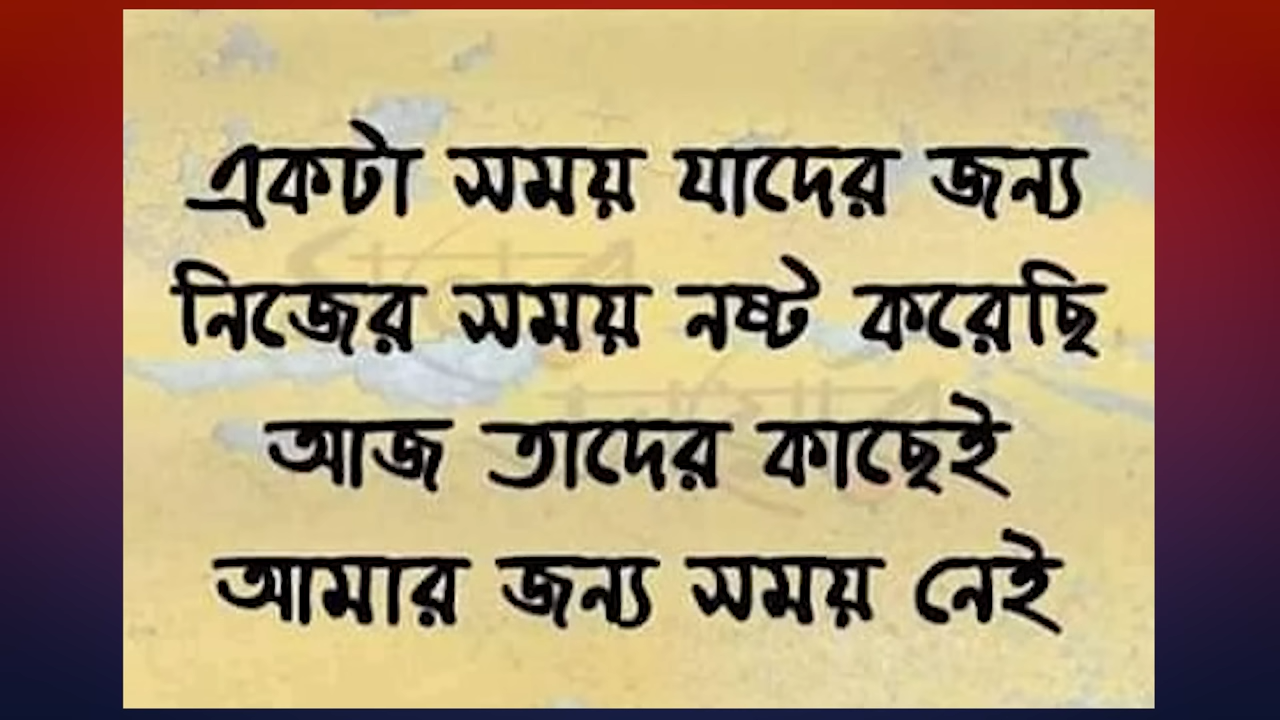 একটা সময় যাদের জন্য
নিজের সময় নষ্ট করেছি
আজ তাদের কাছেই
আমার জন্য সময় নেই